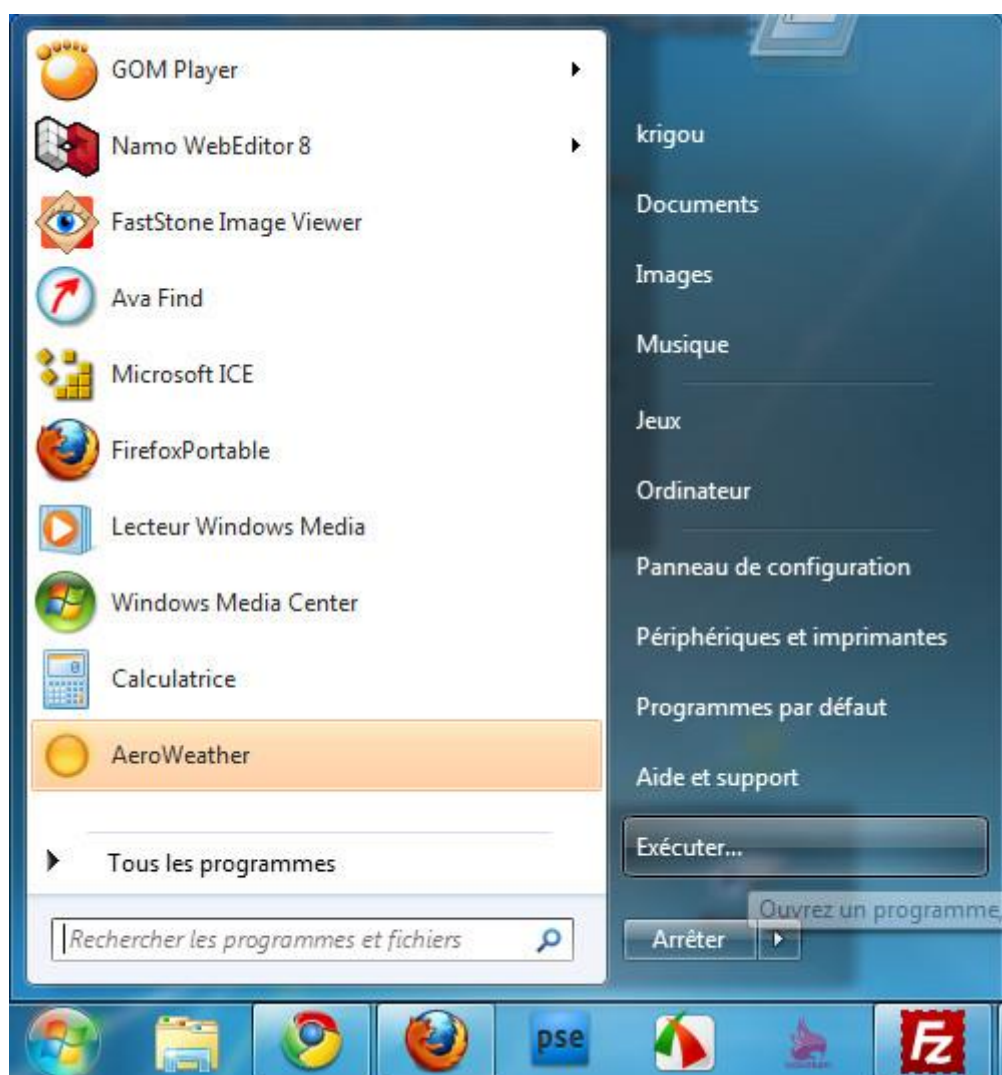 GOM Player
Namo WebEditor 8
FastStone Image Viewer
Ava Find
Microsoft ICE
FirefoxPortable
Lecteur Windows Media
Windows Media Center
Calculatrice
AeroWeather
Tous les programmes
Rechercher les programmes et fichiers
krigou
Documents
Images
Musique
Jeux
Ordinateur
Panneau de configuration
Périphériques et imprimantes
Programmes par défaut
Aide et support
Exécuter...
Ouvrez un programme,
Arrêter
pse
Fz